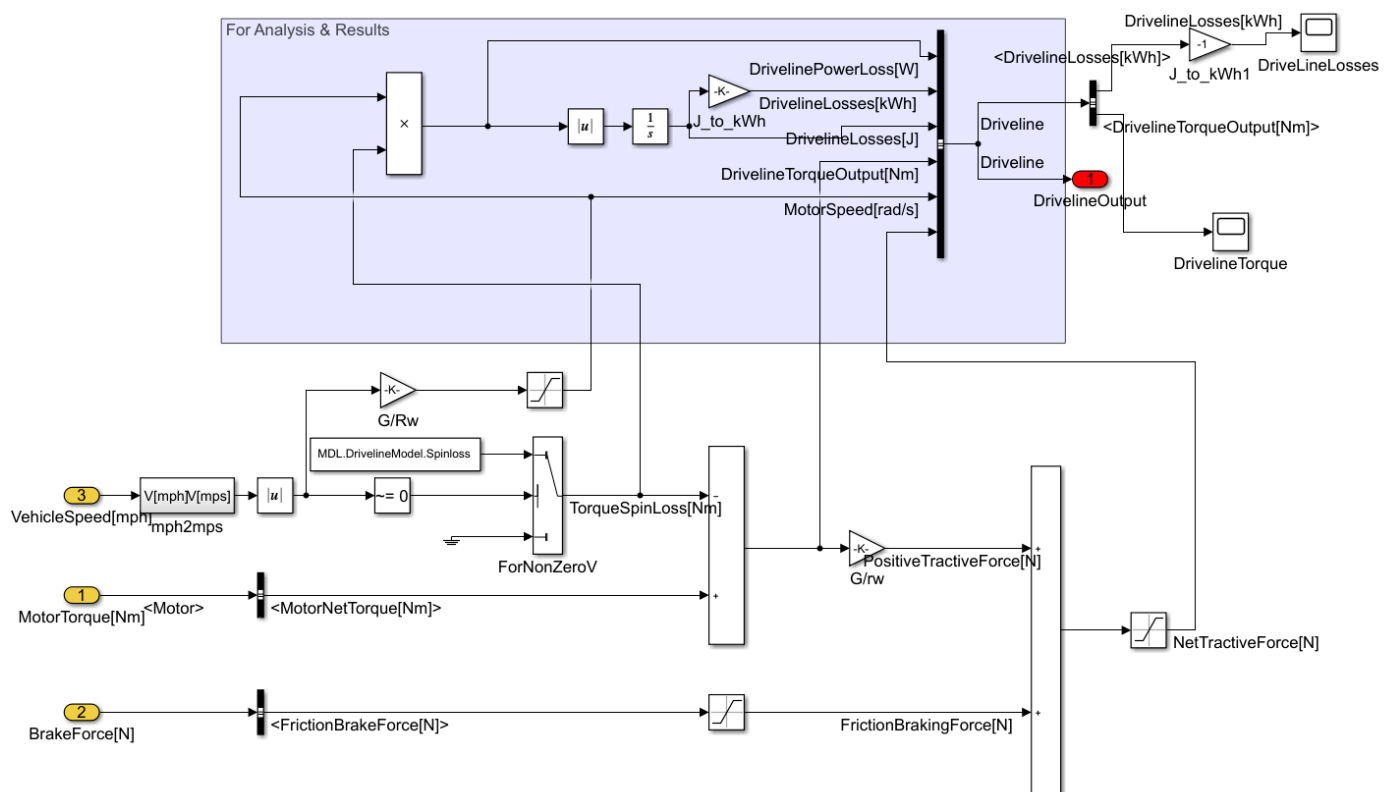 For Analysis & Results
DrivelineLosses[kWh]
<DrivelineLosses[kWh]>
-1
J_to_kWh1
DriveLineLosses
DrivelinePowerLoss[W]
×
|u|
1
s
-K-
J_to_kWh
DrivelineLosses[kWh]
DrivelineLosses[J]
Driveline
<DrivelineTorqueOutput[Nm]>
DrivelineTorqueOutput[Nm]
Driveline
1
DrivelineOutput
MotorSpeed[rad/s]
DrivelineTorque
-K-
G/Rw
MDL.DrivelineModel.Spinloss
3
VehicleSpeed[mph]
V[mph]V[mps]
mph2mps
|u|
~= 0
ForNonZeroV
TorqueSpinLoss[Nm]
−
+
-K-
G/rw
PositiveTractiveForce[N]
+
1
MotorTorque[Nm]
<Motor>
<MotorNetTorque[Nm]>
NetTractiveForce[N]
2
BrakeForce[N]
<FrictionBrakeForce[N]>
FrictionBrakingForce[N]
+